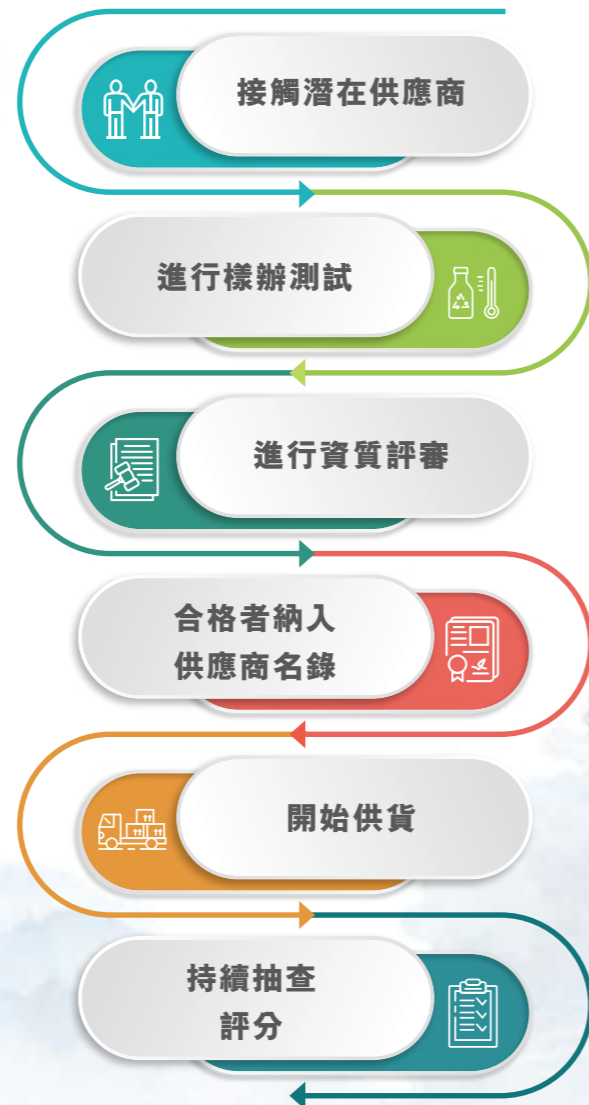 接觸潛在供應商
進行樣辦測試
進行資質評審
合格者納入
供應商名錄
開始供貨
持續抽查
評分